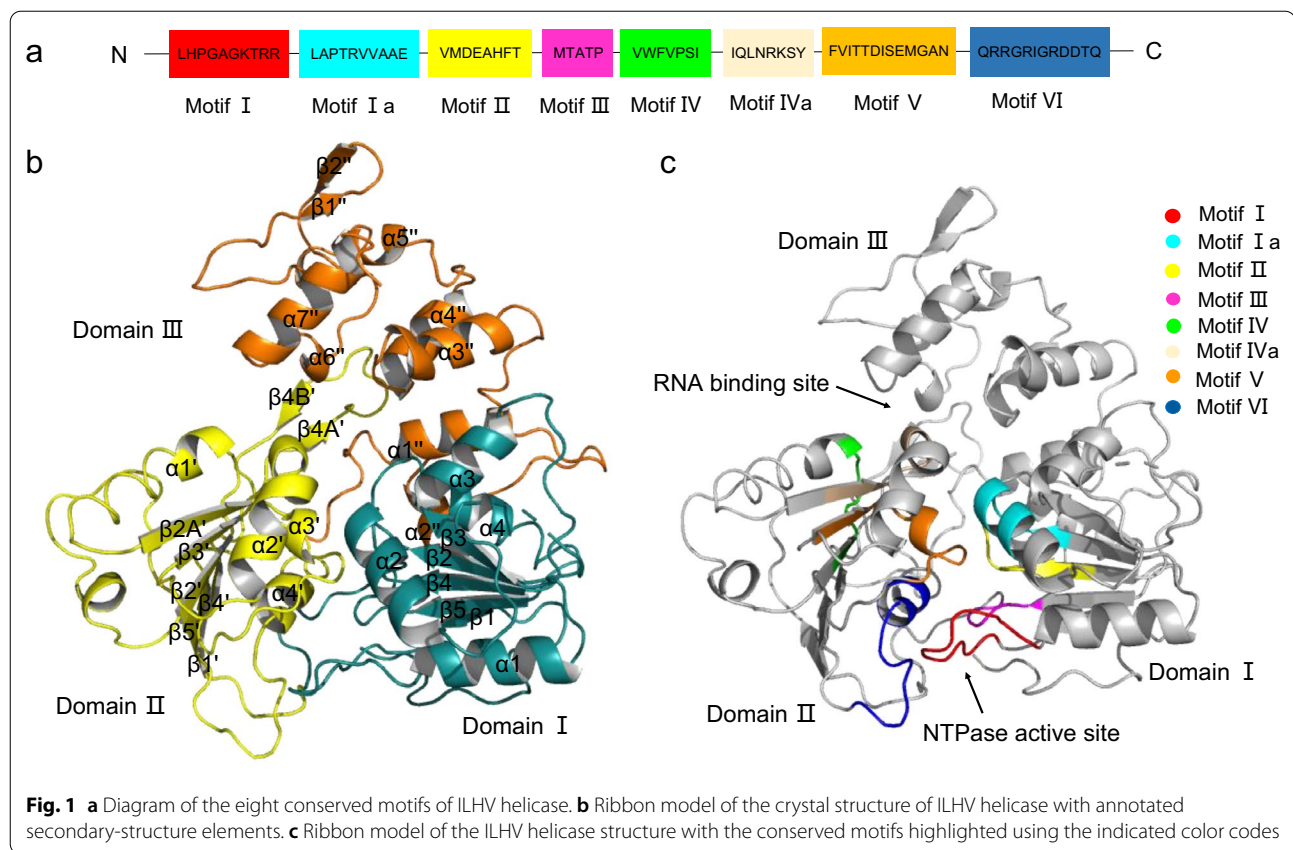 a
N LHPGAGKTRR LAPTRVVAAE VMDEAHFT MTATP VWFVPSI IQLNRKSY FVITTDISEMGAN QRRGRIGRDDTQ C
Motif Ⅰ Motif Ⅰa Motif Ⅱ Motif Ⅲ Motif Ⅳ Motif Ⅳa Motif Ⅴ Motif Ⅵ
b
β2"
β1"
α5"
Domain Ⅲ
α7"
α4"
α3"
α6"
β4B'
β4A'
α1'
α1"
α3
β2A'
α3'
α2"
β3
α4
β3'
α2'
α2
β2
β2'
β4'
α4'
β4
β5'
β5
β1
β1'
α1
Domain Ⅱ
Domain Ⅰ
c
Domain Ⅲ
RNA binding site
Domain Ⅰ
Domain Ⅱ
NTPase active site
Motif Ⅰ
Motif Ⅰa
Motif Ⅱ
Motif Ⅲ
Motif Ⅳ
Motif Ⅳa
Motif Ⅴ
Motif Ⅵ
Fig. 1 a Diagram of the eight conserved motifs of ILHV helicase. b Ribbon model of the crystal structure of ILHV helicase with annotated
secondary-structure elements. c Ribbon model of the ILHV helicase structure with the conserved motifs highlighted using the indicated color codes